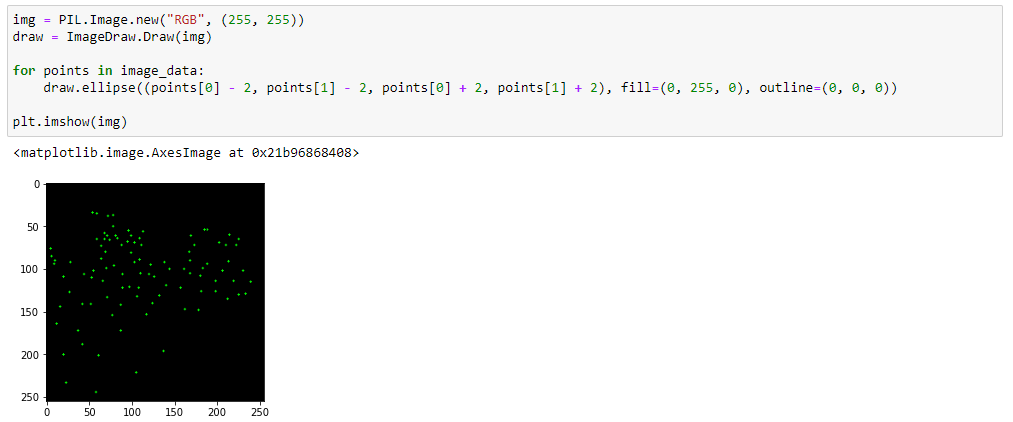 img = PIL.Image.new("RGB", (255, 255))
draw = ImageDraw.Draw(img)
for points in image_data:
    draw.ellipse((points[0] - 2, points[1] - 2, points[0] + 2, points[1] + 2), fill=(0, 255, 0), outline=(0, 0, 0))
plt.imshow(img)
<matplotlib.image.AxesImage at 0x21b96868408>
0
50
100
150
200
250
0 50 100 150 200 250